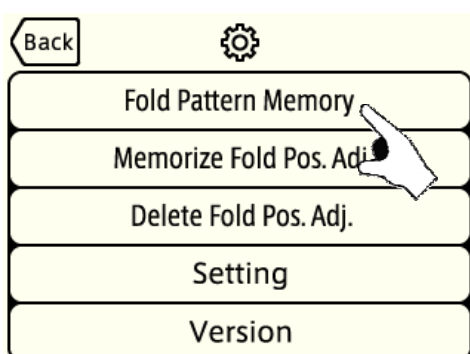 Back
Fold Pattern Memory
Memorize Fold Pos. Adj
Delete Fold Pos. Adj.
Setting
Version